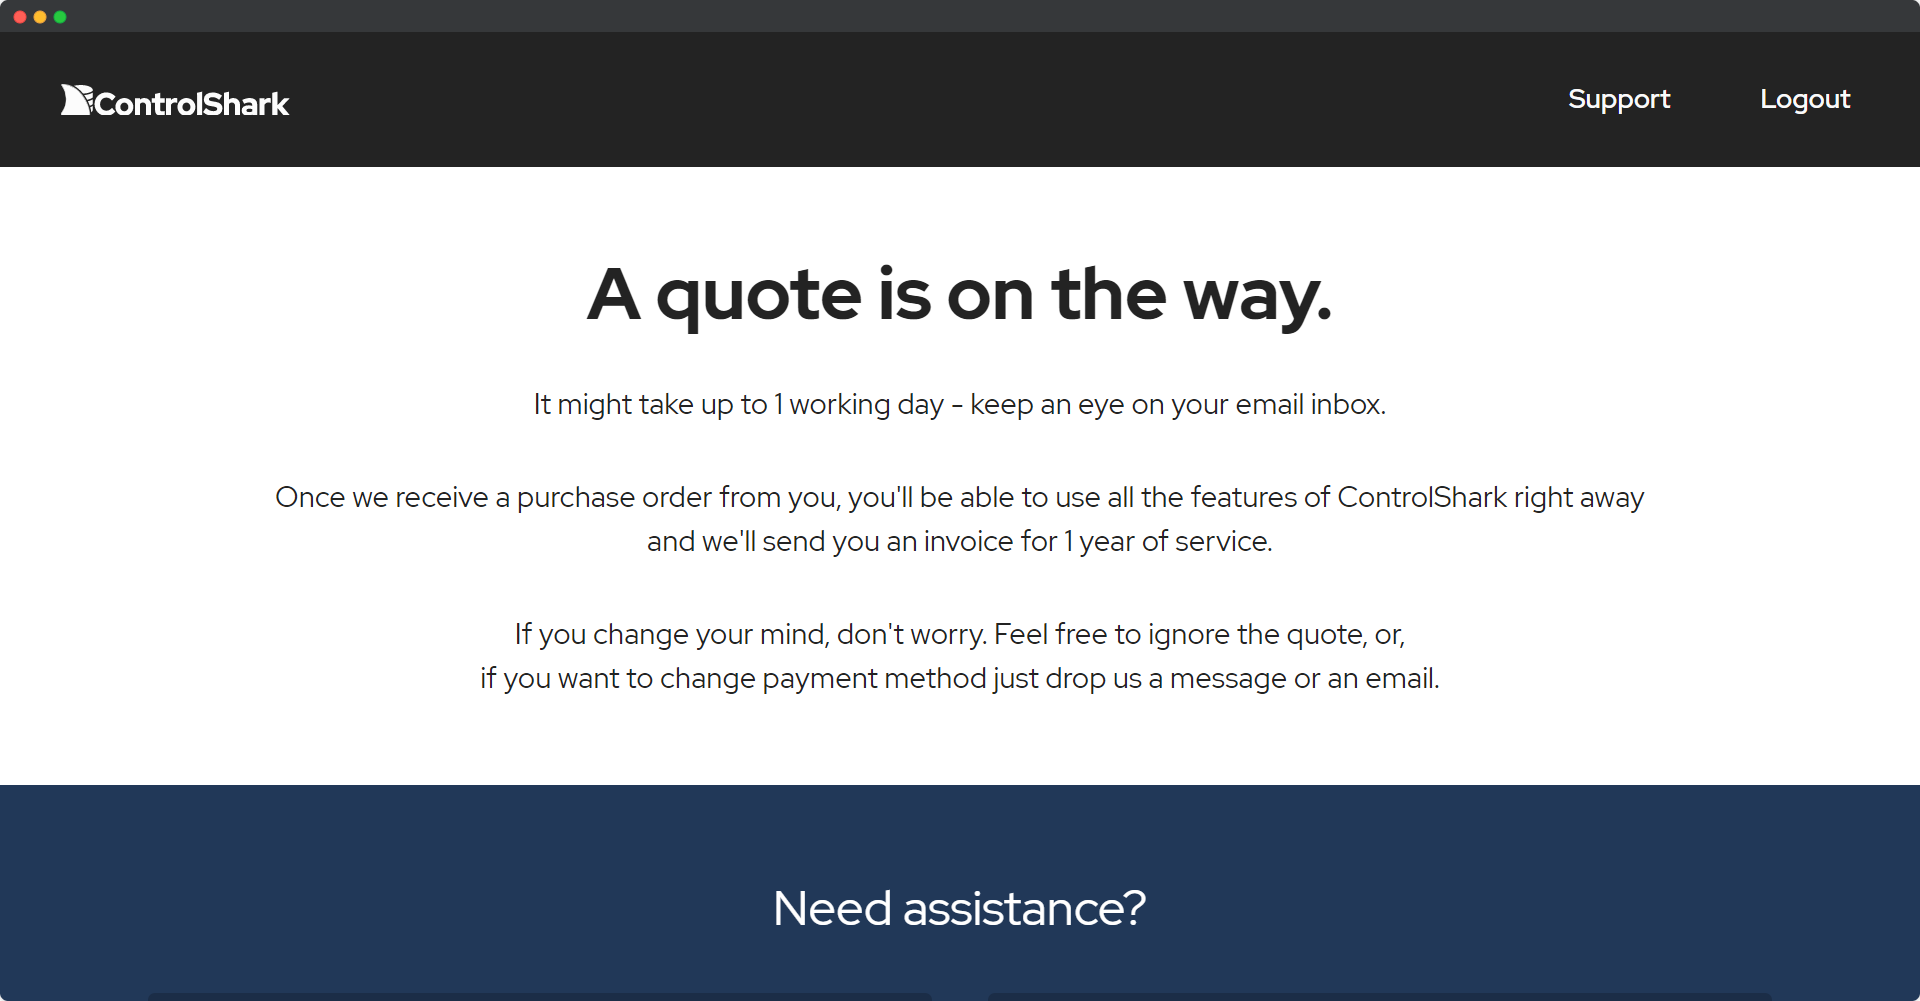 ControlShark
Support
Logout
A quote is on the way.
It might take up to 1 working day - keep an eye on your email inbox.
Once we receive a purchase order from you, you'll be able to use all the features of ControlShark right away
and we'll send you an invoice for 1 year of service.
If you change your mind, don't worry. Feel free to ignore the quote, or,
if you want to change payment method just drop us a message or an email.
Need assistance?